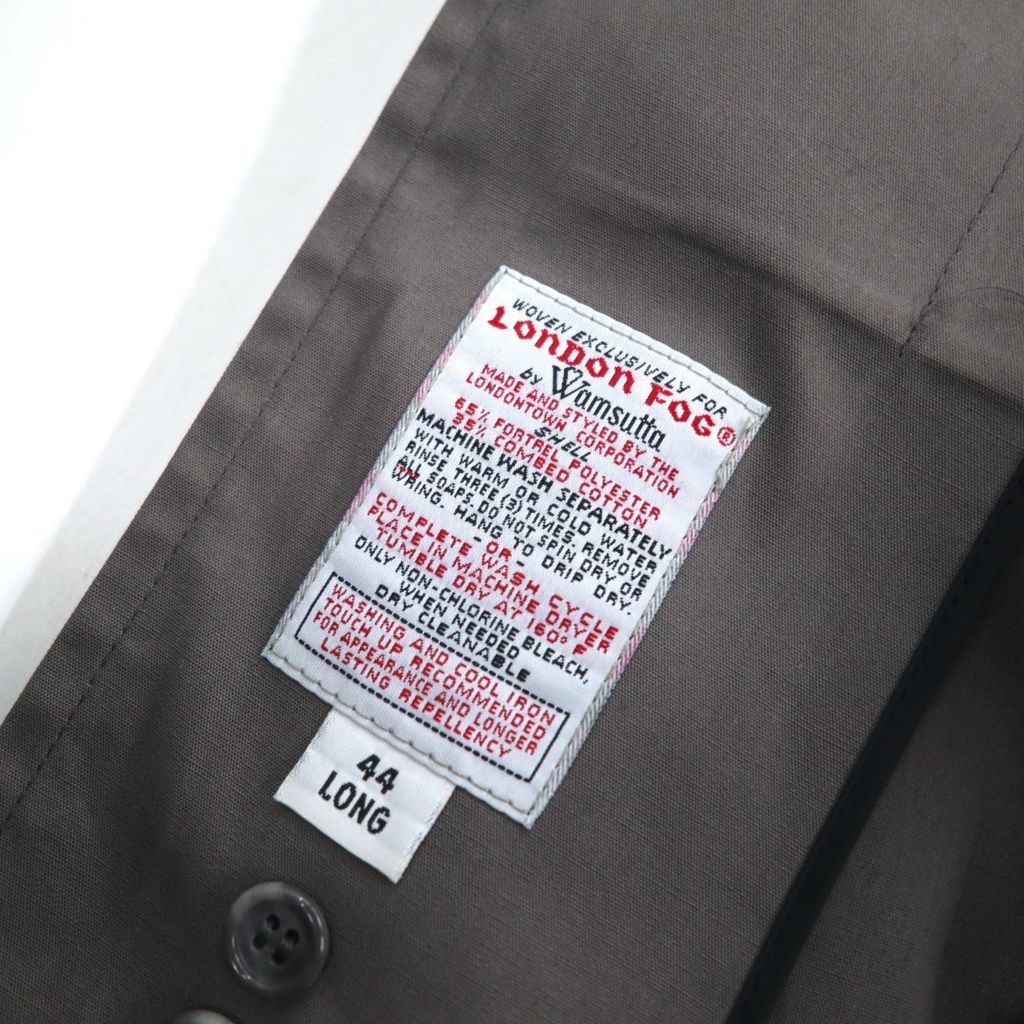 WOVEN EXCLUSIVELY FOR
LONDON FOG®
by Wamsutta
MADE AND STYLED BY THE
LONDONTOWN CORPORATION
SHELL
65% FORTREL POLYESTER
35% COMBED COTTON
MACHINE WASH SEPARATELY
WITH WARM OR COLD WATER
RINSE THREE (3) TIMES. REMOVE
ALL SOAPS. DO NOT SPIN DRY OR
WRING. HANG TO DRIP DRY.
- OR -
COMPLETE WASH CYCLE
PLACE IN MACHINE DRYER
TUMBLE DRY AT 160° F
ONLY NON-CHLORINE BLEACH,
WHEN NEEDED
DRY CLEANABLE
WASHING AND COOL IRON
TOUCH UP RECOMMENDED
FOR APPEARANCE AND LONGER
LASTING REPELLENCY
44
LONG